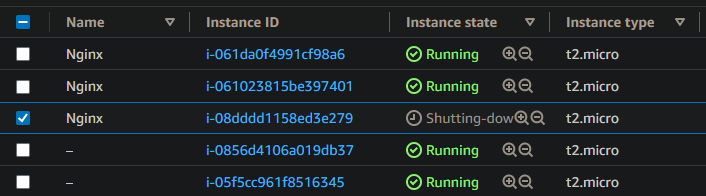 Name Instance ID Instance state Instance type
Nginx i-061da0f4991cf98a6 Running t2.micro
Nginx i-061023815be397401 Running t2.micro
Nginx i-08dddd1158ed3e279 Shutting-dow t2.micro
– i-0856d4106a019db37 Running t2.micro
– i-05f5cc961f8516345 Running t2.micro